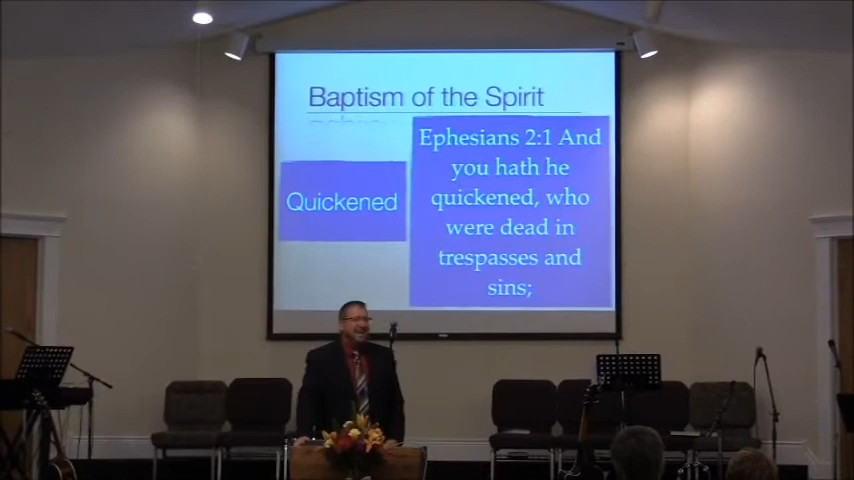 Baptism of the Spirit
Quickened
Ephesians 2:1 And
you hath he
quickened, who
were dead in
trespasses and
sins;